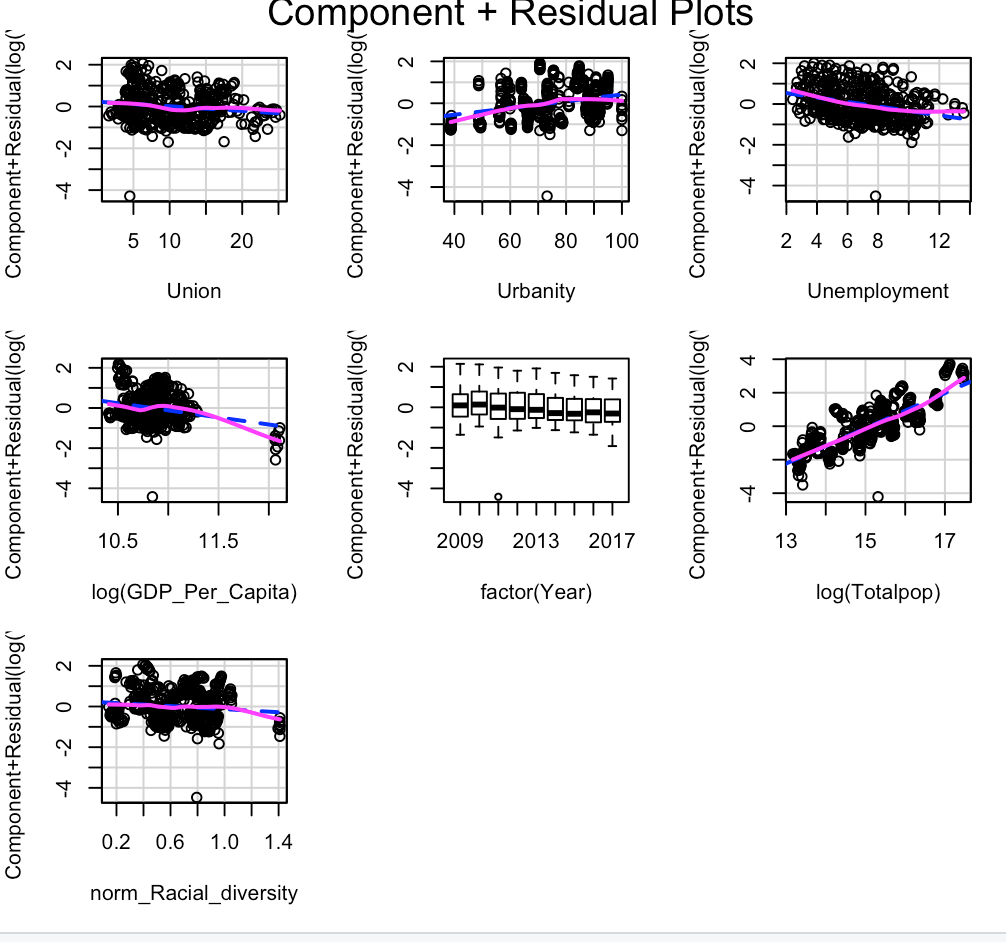 Component + Residual Plots
Component+Residual(log(
2
0
-2
-4
5 10 20
Union
Component+Residual(log(
2
0
-2
-4
40 60 80 100
Urbanity
Component+Residual(log(
2
0
-2
-4
2 4 6 8 12
Unemployment
Component+Residual(log(
2
0
-2
-4
10.5 11.5
log(GDP_Per_Capita)
Component+Residual(log(
2
0
-2
-4
2009 2013 2017
factor(Year)
Component+Residual(log(
4
2
0
-4
13 15 17
log(Totalpop)
Component+Residual(log(
2
0
-2
-4
0.2 0.6 1.0 1.4
norm_Racial_diversity